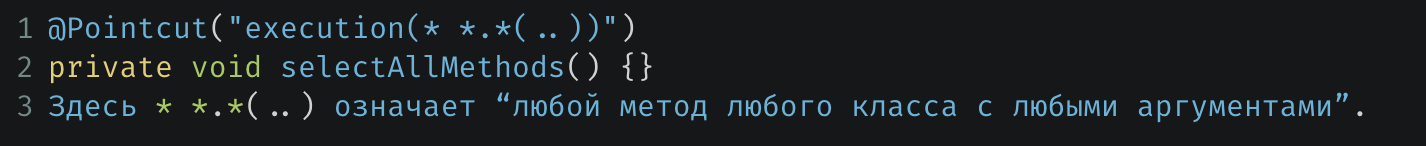 1 @Pointcut("execution(* *.*(..))")
2 private void selectAllMethods() {}
3 Здесь * *.*(..) означает “любой метод любого класса с любыми аргументами”.